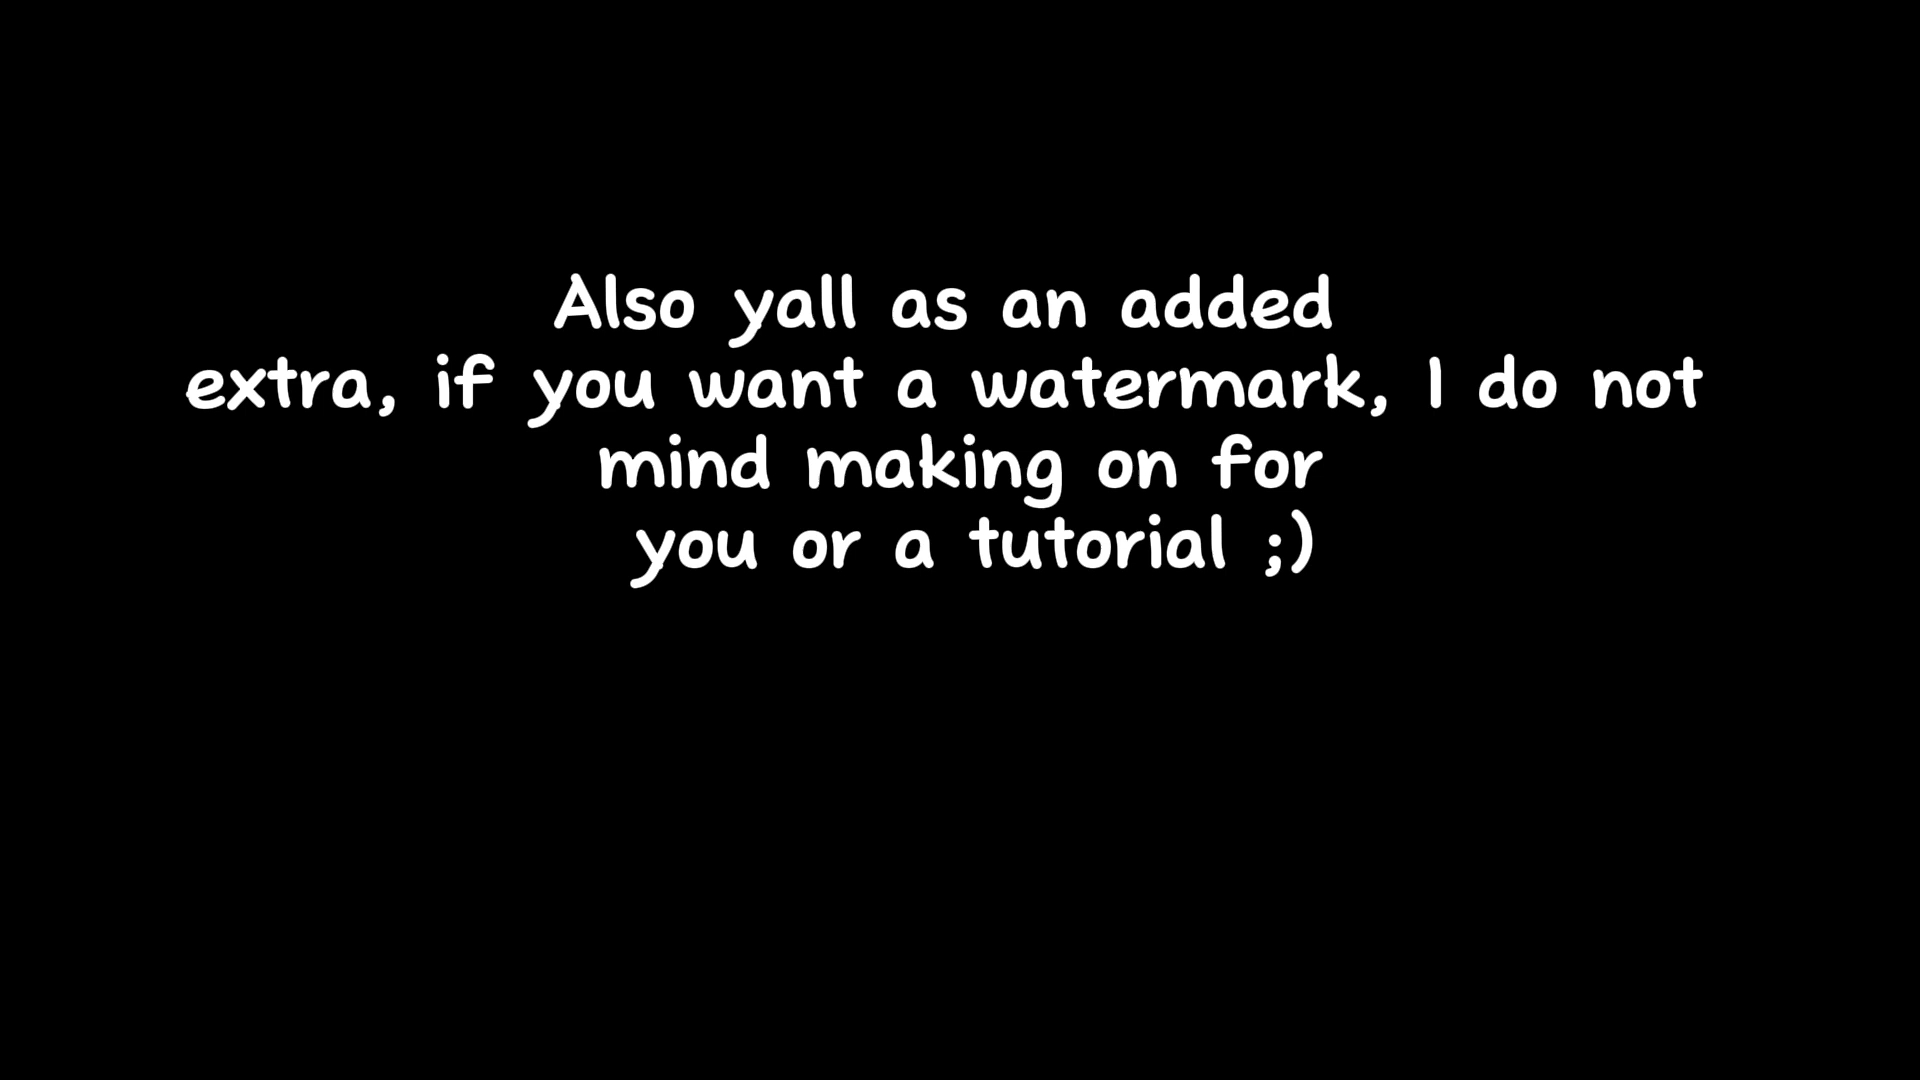 Also yall as an added
extra, if you want a watermark, I do not
mind making on for
you or a tutorial ;)